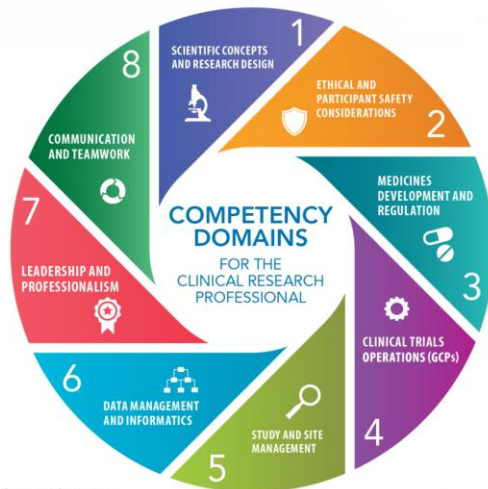 COMPETENCY
DOMAINS
FOR THE
CLINICAL RESEARCH
PROFESSIONAL
1
SCIENTIFIC CONCEPTS
AND RESEARCH DESIGN
2
ETHICAL AND
PARTICIPANT SAFETY
CONSIDERATIONS
3
MEDICINES
DEVELOPMENT AND
REGULATION
4
CLINICAL TRIALS
OPERATIONS (GCPs)
5
STUDY AND SITE
MANAGEMENT
6
DATA MANAGEMENT
AND INFORMATICS
7
LEADERSHIP AND
PROFESSIONALISM
8
COMMUNICATION
AND TEAMWORK